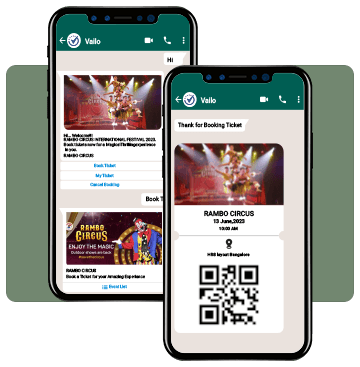 Vailo
Hi
Hi... Welcome!!
RAMBO CIRCUS INTERNATIONAL FESTIVAL 2023.
Book tickets now for a Magical Thrilling experience
in you.
RAMBO CIRCUS
Book Ticket
My Ticket
Cancel Booking
Book T
RAMBO
CIRCUS
ENJOY THE MAGIC
Outdoor shows are back
RAMBO CIRCUS
Book a Ticket for your Amazing Experience
Event List
Vailo
Thank for Booking Ticket
RAMBO CIRCUS
13 June,2023
10:00 AM
HSR layout Bangalore